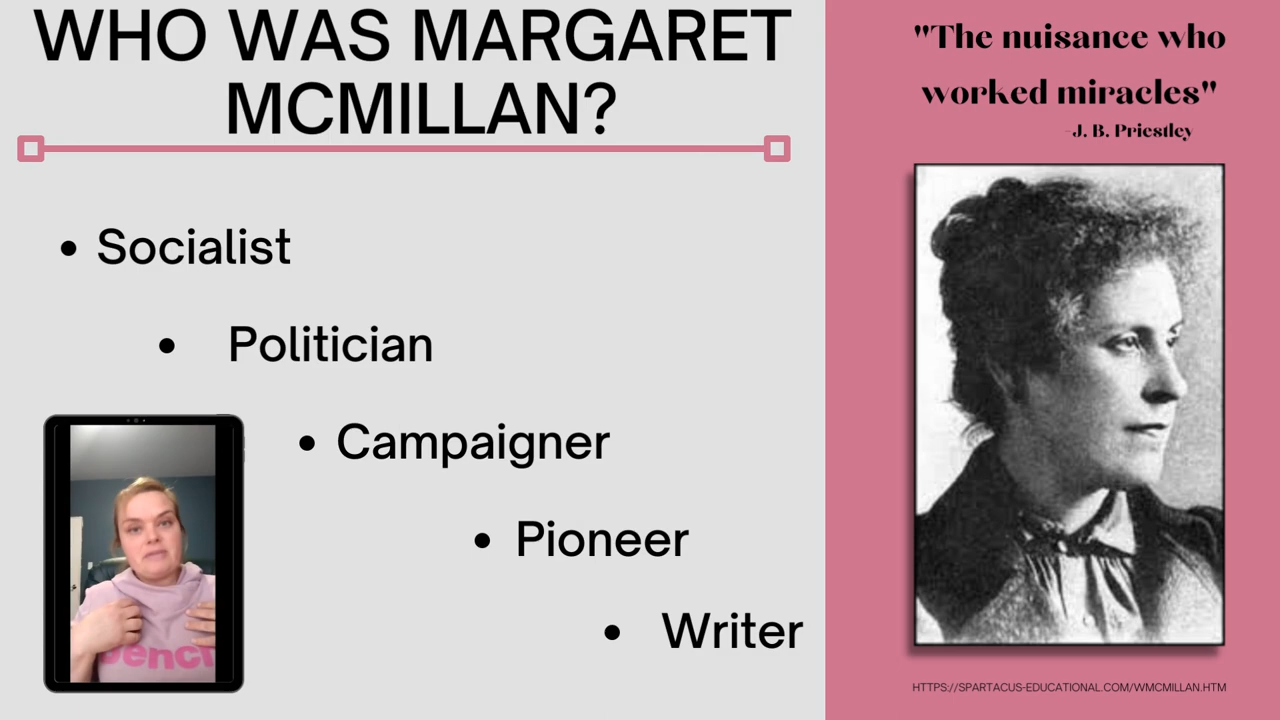 WHO WAS MARGARET
MCMILLAN?
• Socialist
• Politician
• Campaigner
• Pioneer
• Writer
"The nuisance who
worked miracles"
-J. B. Priestley
HTTPS://SPARTACUS-EDUCATIONAL.COM/WMCMILLAN.HTM